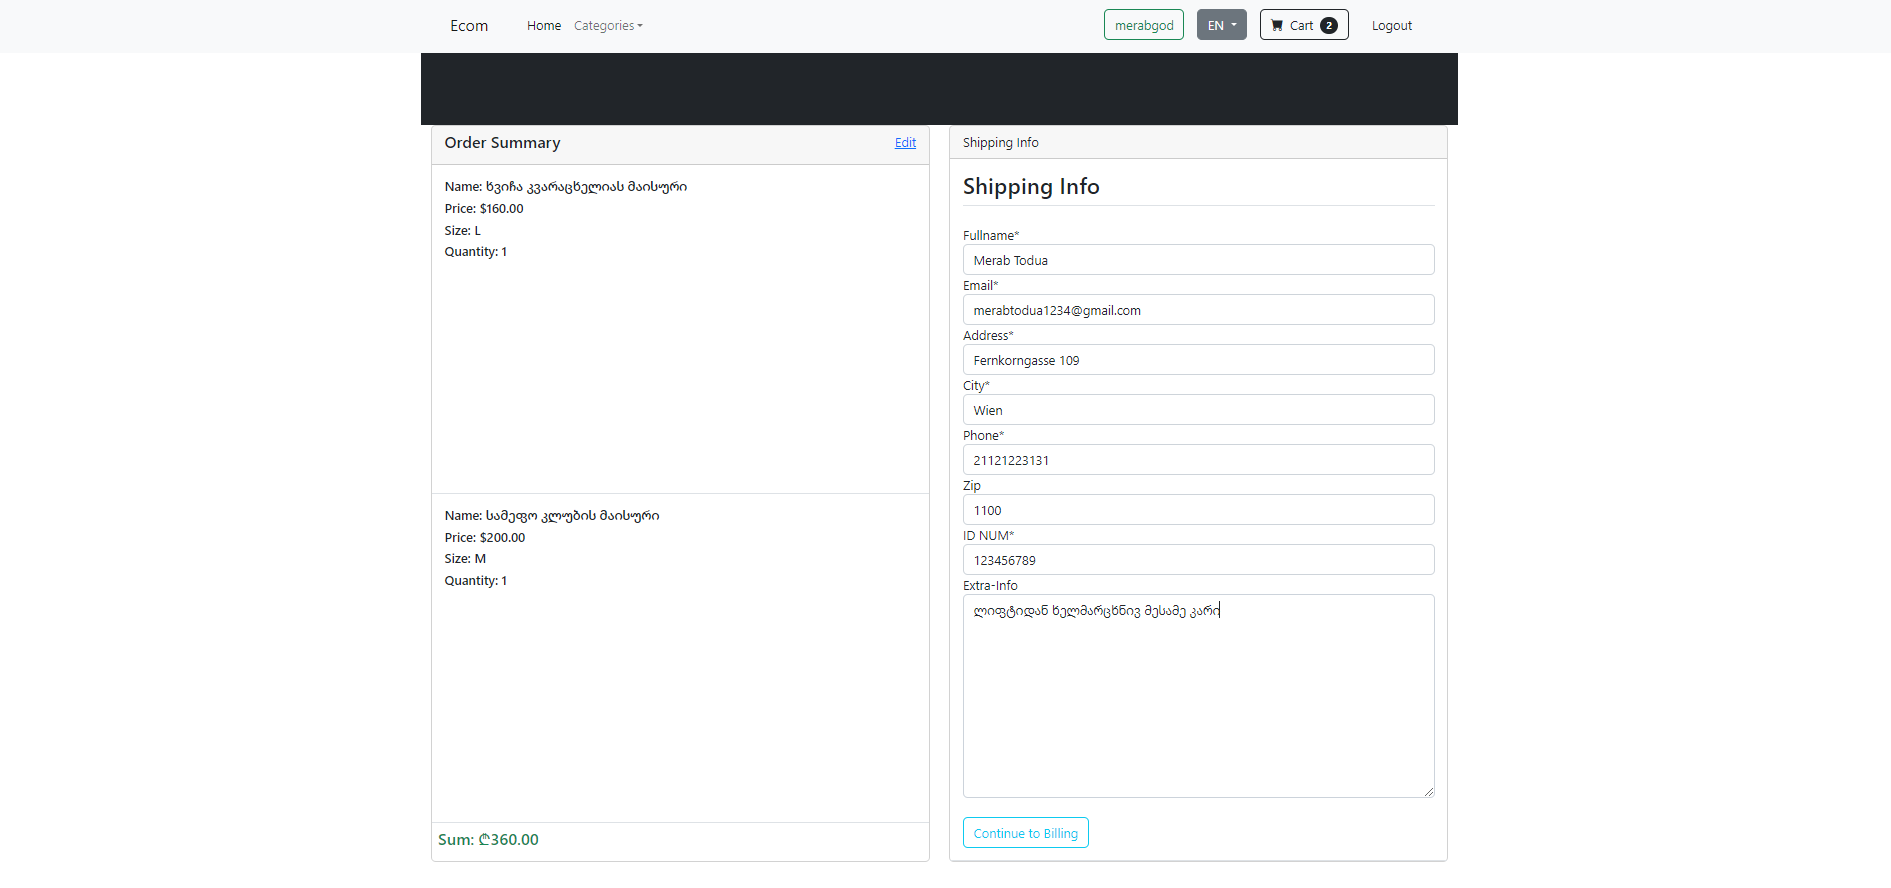 Ecom Home Categories merabgod EN Cart 2 Logout
Order Summary Edit
Name: ხვიჩა კვარაცხელიას მაისური
Price: $160.00
Size: L
Quantity: 1
Name: სამეფო კლუბის მაისური
Price: $200.00
Size: M
Quantity: 1
Sum: ₾360.00
Shipping Info
Shipping Info
Fullname*
Merab Todua
Email*
merabtodua1234@gmail.com
Address*
Fernkorngasse 109
City*
Wien
Phone*
21121223131
Zip
1100
ID NUM*
123456789
Extra-Info
ლიფტიდან ხელმარცხნივ მესამე კარი
Continue to Billing